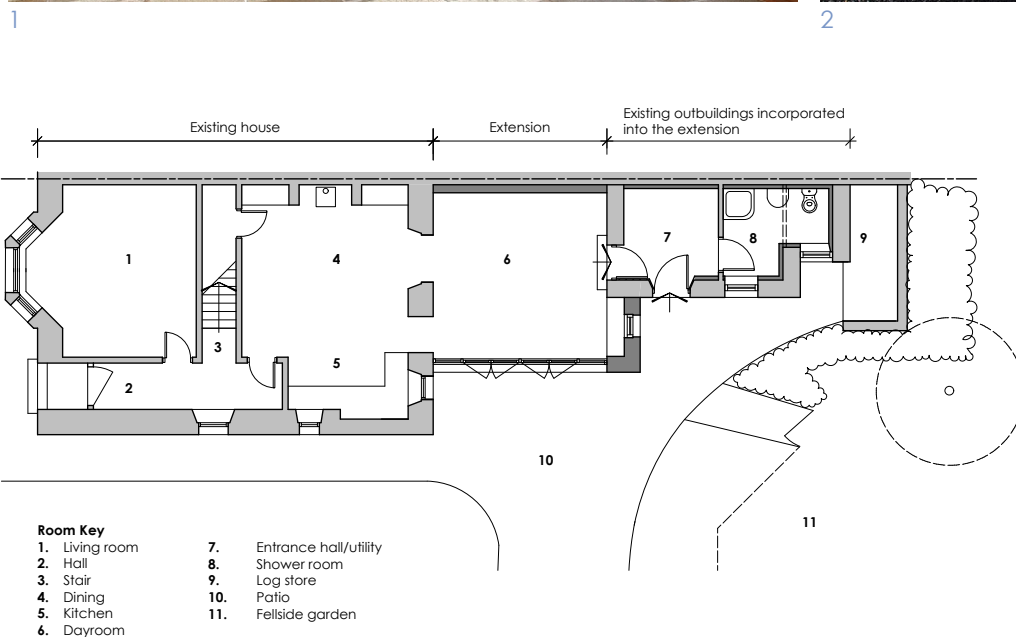 1
2
Existing house
Extension
Existing outbuildings incorporated
into the extension
1
2
3
4
5
6
7
8
9
10
11
Room Key
1. Living room
2. Hall
3. Stair
4. Dining
5. Kitchen
6. Dayroom
7. Entrance hall/utility
8. Shower room
9. Log store
10. Patio
11. Fellside garden